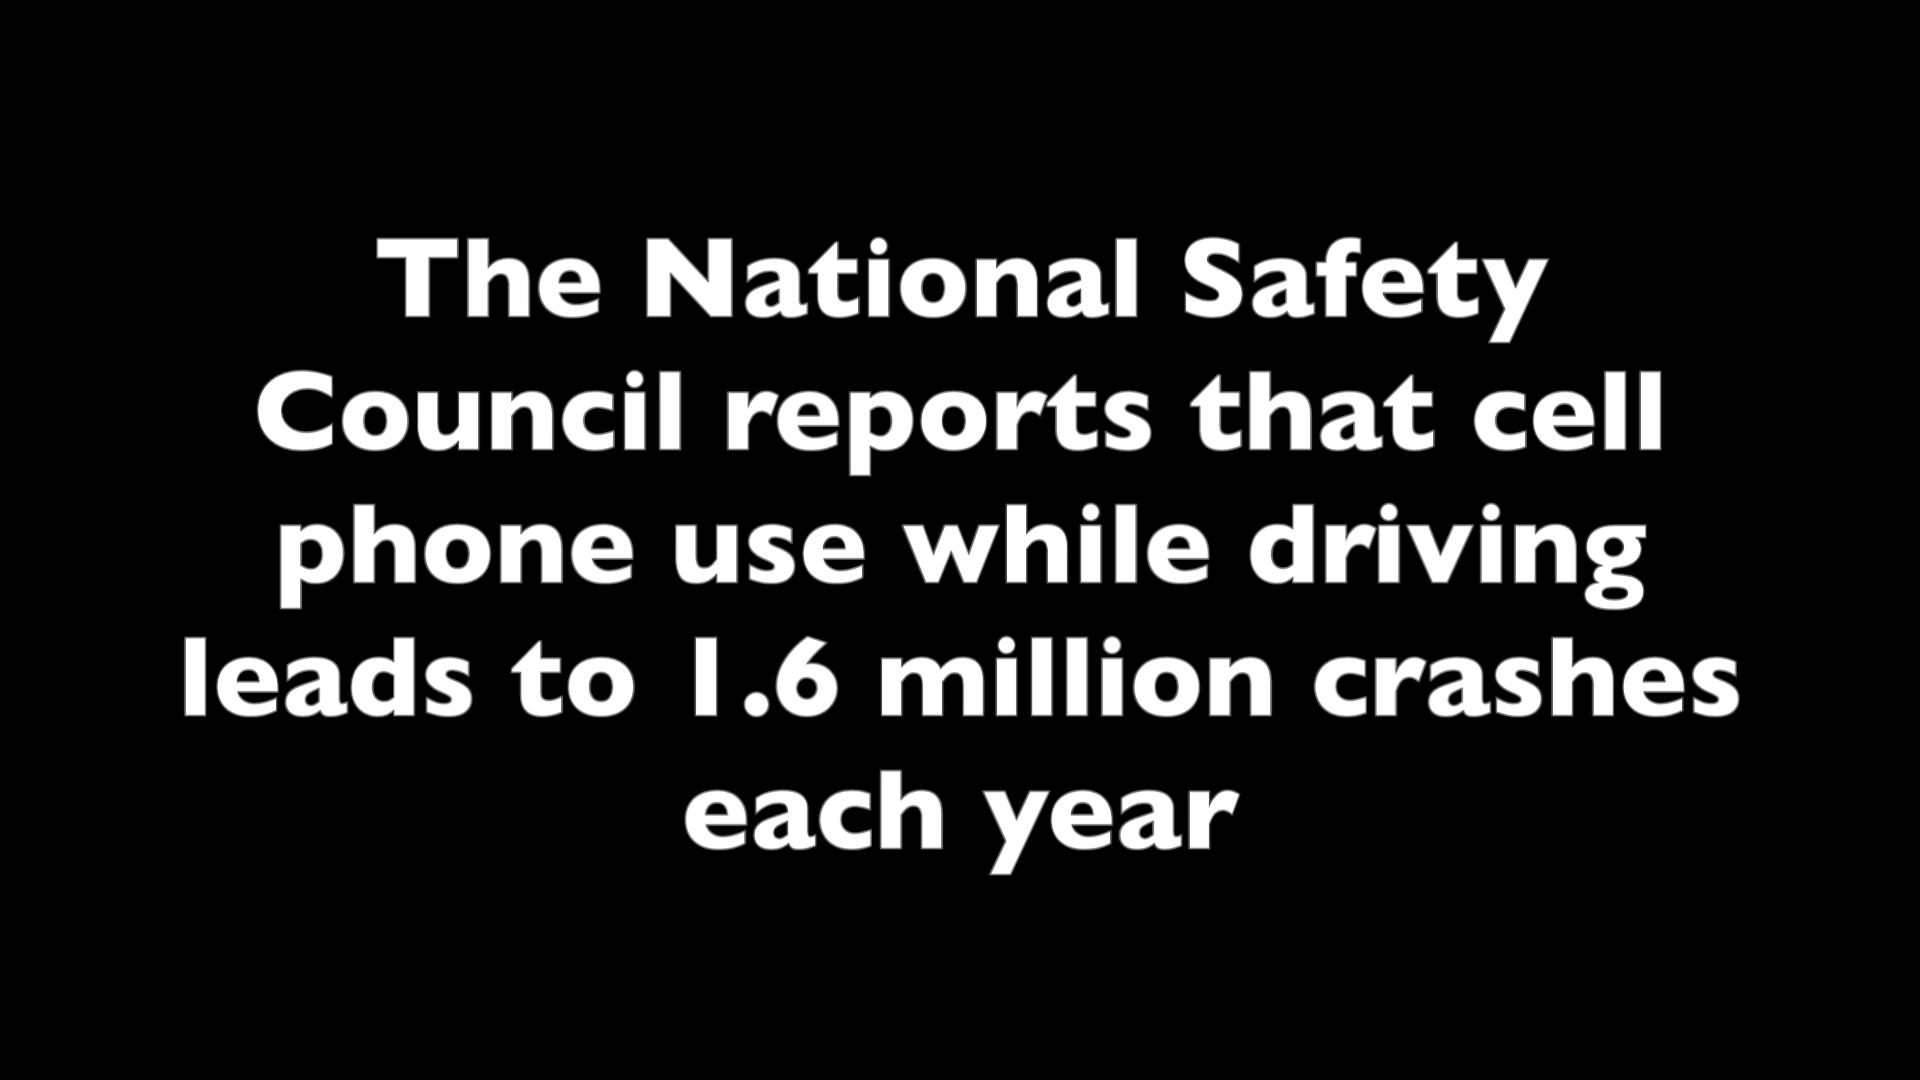 The National Safety
Council reports that cell
phone use while driving
leads to 1.6 million crashes
each year